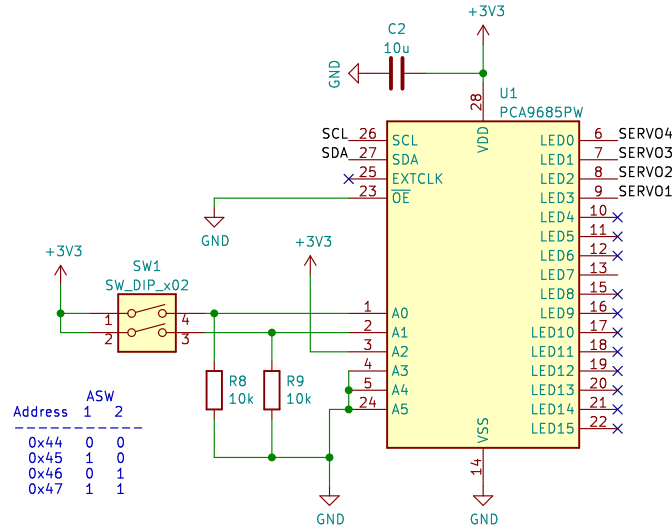 +3V3
C2
10u
GND
U1
PCA9685PW
28
VDD
SCL 26 SCL
SDA 27 SDA
25 EXTCLK
23 OE
GND
LED0 6 SERVO4
LED1 7 SERVO3
LED2 8 SERVO2
LED3 9 SERVO1
LED4 10
LED5 11
LED6 12
LED7 13
LED8 15
LED9 16
LED10 17
LED11 18
LED12 19
LED13 20
LED14 21
LED15 22
+3V3
+3V3
SW1
SW_DIP_x02
1 4
2 3
1 A0
2 A1
3 A2
4 A3
5 A4
24 A5
R8
10k
R9
10k
VSS
14
GND
GND
ASW
Address 1 2
--------------
0x44 0 0
0x45 1 0
0x46 0 1
0x47 1 1